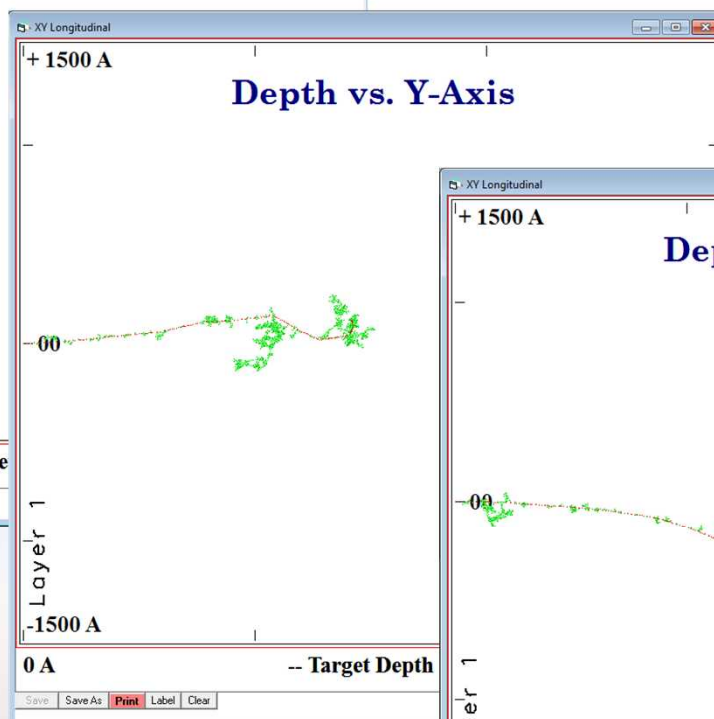 XY Longitudinal
+ 1500 A
Depth vs. Y-Axis
00
Layer 1
-1500 A
0 A
-- Target Depth
Save
Save As
Print
Label
Clear
XY Longitudinal
+ 1500 A
00